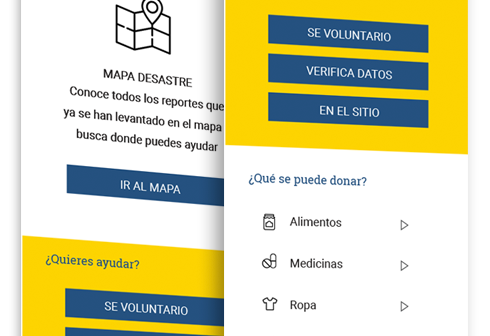 MAPA DESASTRE
Conoce todos los reportes que
ya se han levantado en el mapa
busca donde puedes ayudar
IR AL MAPA
¿Quieres ayudar?
SE VOLUNTARIO
SE VOLUNTARIO
VERIFICA DATOS
EN EL SITIO
¿Qué se puede donar?
Alimentos
Medicinas
Ropa